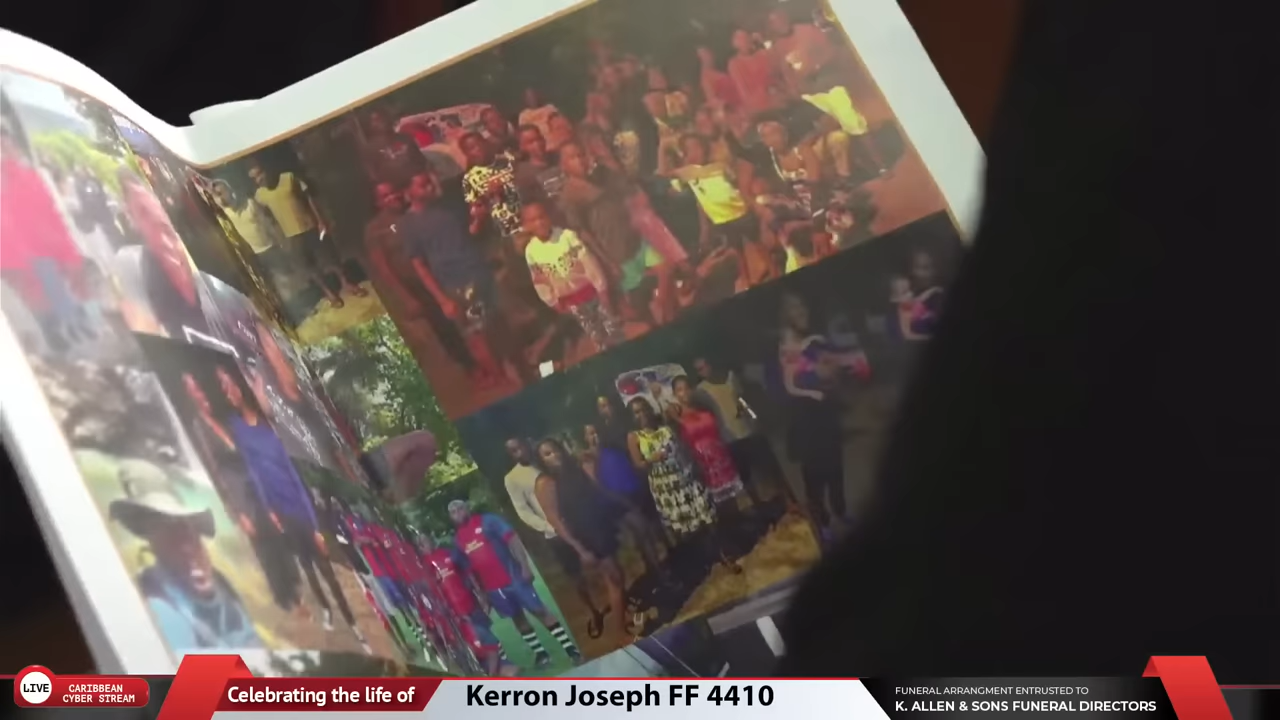 LIVE
CARIBBEAN
CYBER STREAM
Celebrating the life of
Kerron Joseph FF 4410
FUNERAL ARRANGMENT ENTRUSTED TO
K. ALLEN & SONS FUNERAL DIRECTORS